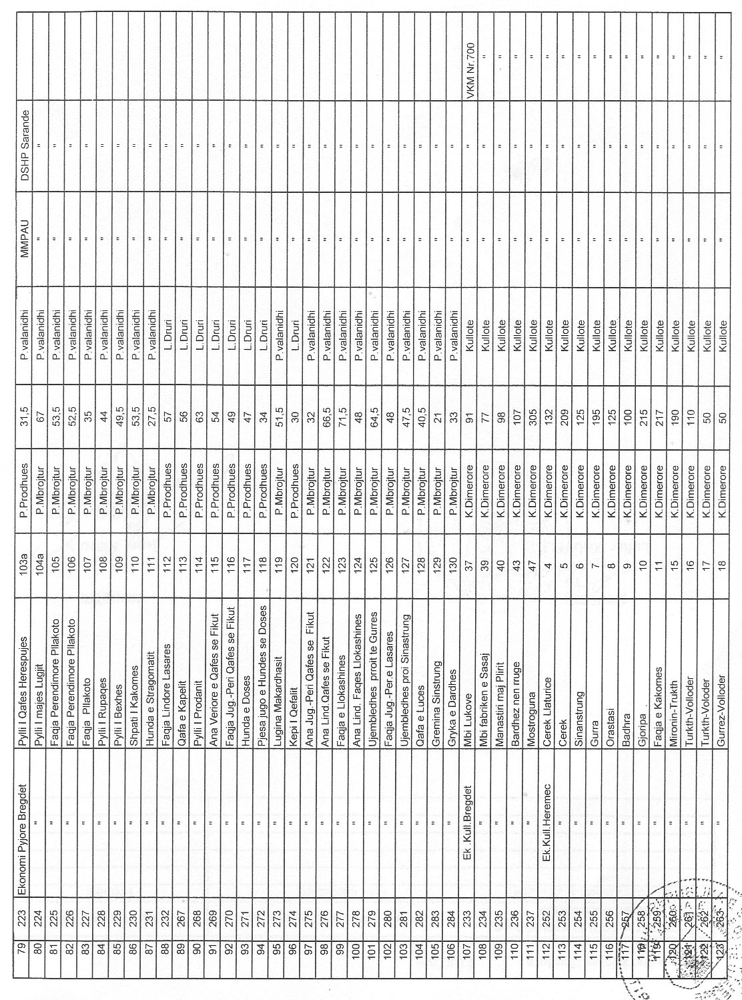 79 223 Ekonomi Pyjore Bregdet Pylli I Qafes Herespujes 103a P.Prodhues 31,5 P.valanidhi MMPAU DSHP Sarande
80 224 " Pylli I majes Lugjit 104a P.Mbrojtur 67 P.valanidhi " "
81 225 " Faqja Perendimore Pllakoto 105 P.Mbrojtur 53,5 P.valanidhi " "
82 226 " Faqja Perendimore Pllakoto 106 P.Mbrojtur 52,5 P.valanidhi " "
83 227 " Faqja Pllakoto 107 P.Mbrojtur 35 P.valanidhi " "
84 228 " Pylli I Rupaqes 108 P.Mbrojtur 44 P.valanidhi " "
85 229 " Pylli I Bexhes 109 P.Mbrojtur 49,5 P.valanidhi " "
86 230 " Shpati I Kakomes 110 P.Mbrojtur 53,5 P.valanidhi " "
87 231 " Hunda e Stragomatit 111 P.Mbrojtur 27,5 P.valanidhi " "
88 232 " Faqja Lindore Lasares 112 P.Prodhues 57 L.Druri " "
89 267 " Qafa e Kapelit 113 P.Prodhues 56 L.Druri " "
90 268 " Pylli I Prodanit 114 P.Prodhues 63 L.Druri " "
91 269 " Ana Veriore e Qafes se Fikut 115 P.Prodhues 54 L.Druri " "
92 270 " Faqja Jug.-Peri Qafes se Fikut 116 P.Prodhues 49 L.Druri " "
93 271 " Hunda e Doses 117 P.Prodhues 47 L.Druri " "
94 272 " Pjesa jugo e Hundes se Doses 118 P.Prodhues 34 L.Druri " "
95 273 " Lugina Makardhasit 119 P.Mbrojtur 51,5 P.valanidhi " "
96 274 " Kepi I Qefalit 120 P.Prodhues 30 L.Druri " "
97 275 " Ana Jug.-Peri Qafes se Fikut 121 P.Mbrojtur 32 P.valanidhi " "
98 276 " Ana Lind.Qafes se Fikut 122 P.Mbrojtur 66,5 P.valanidhi " "
99 277 " Faqja e Llokashines 123 P.Mbrojtur 71,5 P.valanidhi " "
100 278 " Ana Lind. Faqes Llokashines 124 P.Mbrojtur 48 P.valanidhi " "
101 279 " Ujembledhes prroit te Gurres 125 P.Mbrojtur 64,5 P.valanidhi " "
102 280 " Faqja Jug.-Per.e Lasares 126 P.Mbrojtur 48 P.valanidhi " "
103 281 " Ujembledhes proi Sinastrung 127 P.Mbrojtur 47,5 P.valanidhi " "
104 282 " Qafa e Luces 128 P.Mbrojtur 40,5 P.valanidhi " "
105 283 " Gremina Sinstrung 129 P.Mbrojtur 21 P.valanidhi " "
106 284 " Gryka e Dardhes 130 P.Mbrojtur 33 P.valanidhi " "
107 233 Ek .Kull.Bregdet Mbi Lukove 37 K.Dimerore 91 Kullote " " VKM Nr.700
108 234 " Mbi fabriken e Sasaj 39 K.Dimerore 77 Kullote " " "
109 235 " Manastiri maj Plirit 40 K.Dimerore 98 Kullote " " "
110 236 " Bardhez nen rruge 43 K.Dimerore 107 Kullote " " "
111 237 " Mostroguna 47 K.Dimerore 305 Kullote " " "
112 252 Ek.Kull.Heremec Cerek Llaturice 4 K.Dimerore 132 Kullote " " "
113 253 " Cerek 5 K.Dimerore 209 Kullote " " "
114 254 " Sinanstrung 6 K.Dimerore 125 Kullote " " "
115 255 " Gurra 7 K.Dimerore 195 Kullote " " "
116 256 " Orastasi 8 K.Dimerore 125 Kullote " " "
117 257 " Badhra 9 K.Dimerore 100 Kullote " " "
118 258 " Gjoripa 10 K.Dimerore 215 Kullote " " "
119 259 " Faqja e Kakomes 11 K.Dimerore 217 Kullote " " "
120 260 " Mironin-Trukth 15 K.Dimerore 190 Kullote " " "
121 261 " Turkth-Volloder 16 K.Dimerore 110 Kullote " " "
122 262 " Turkth-Voloder 17 K.Dimerore 50 Kullote " " "
123 263 " Gurrez-Volloder 18 K.Dimerore 50 Kullote " " "